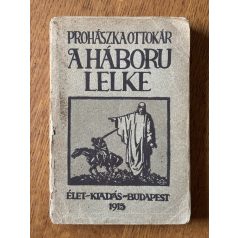 PROHÁSZKA OTTOKÁR
A HÁBORU
LELKE
ÉLET-KIADÁS-BUDAPEST
1915